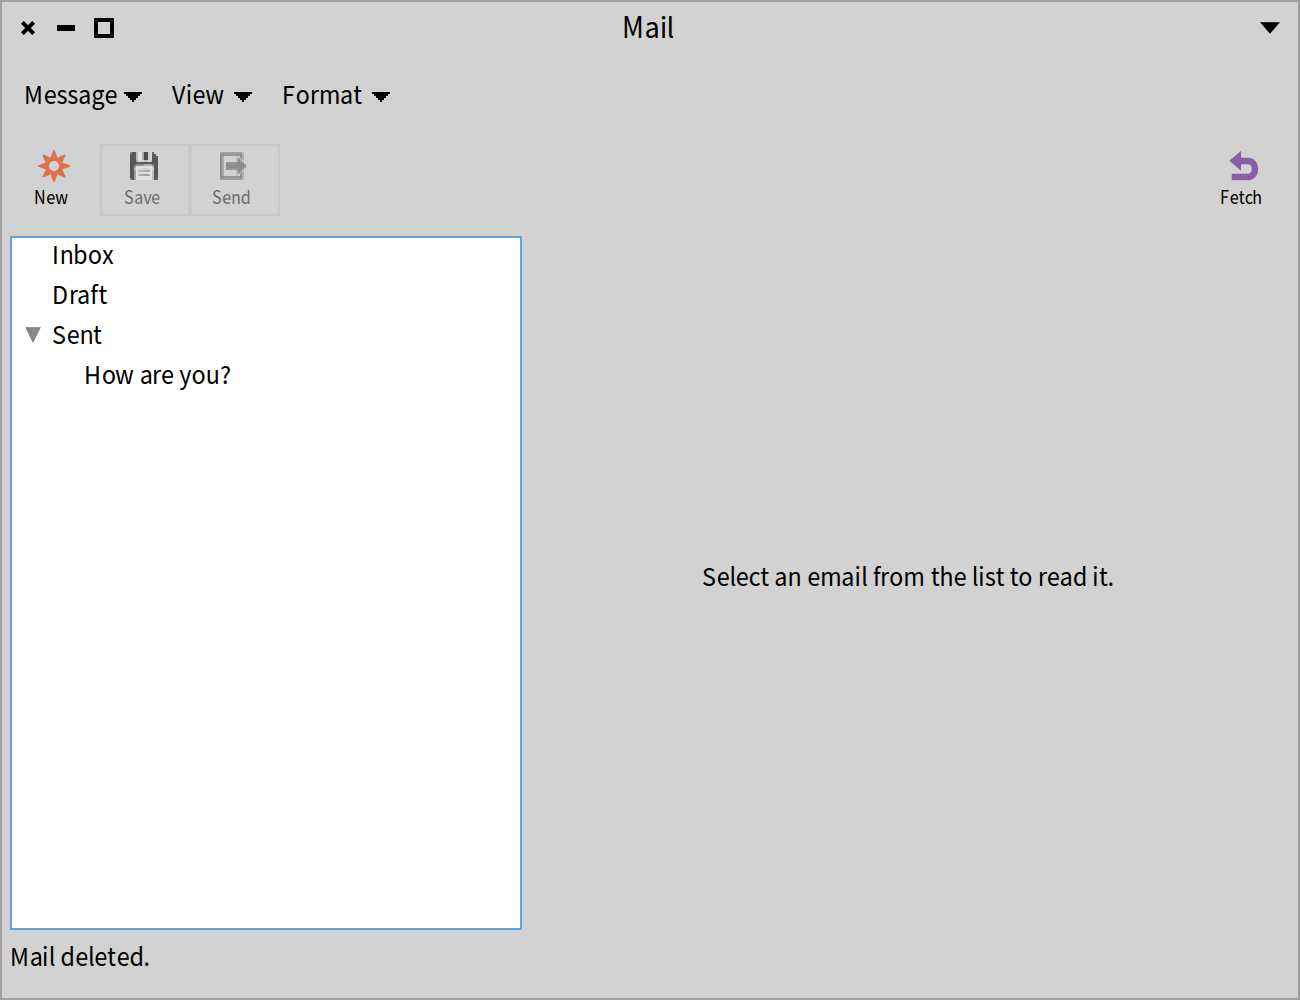 Mail
Message View Format
New Save Send Fetch
Inbox
Draft
Sent
How are you?
Select an email from the list to read it.
Mail deleted.